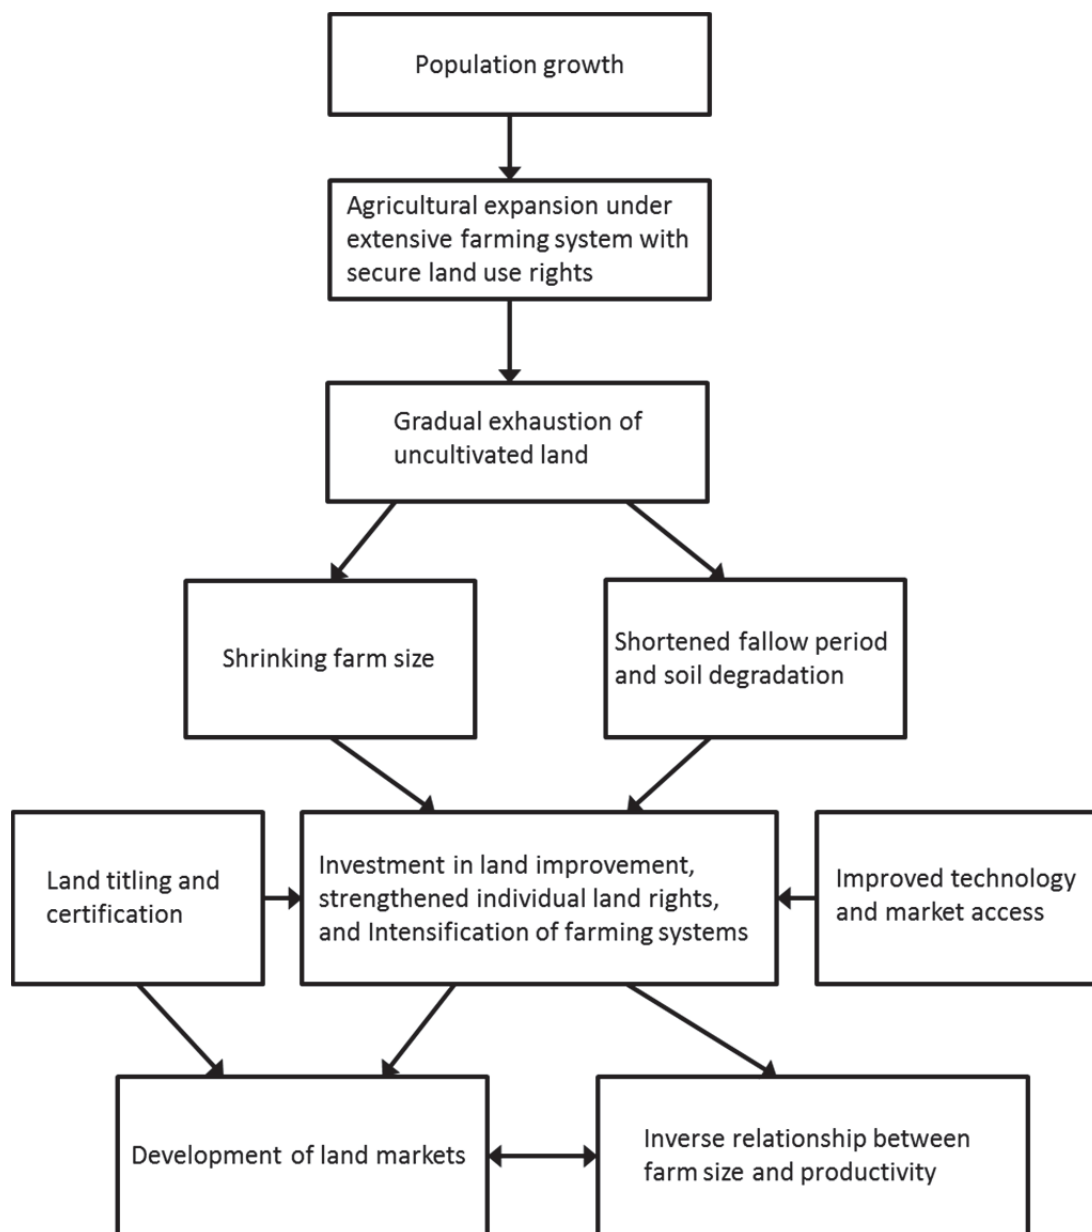 Population growth
Agricultural expansion under
extensive farming system with
secure land use rights
Gradual exhaustion of
uncultivated land
Shrinking farm size
Shortened fallow period
and soil degradation
Land titling and
certification
Investment in land improvement,
strengthened individual land rights,
and Intensification of farming systems
Improved technology
and market access
Development of land markets
Inverse relationship between
farm size and productivity